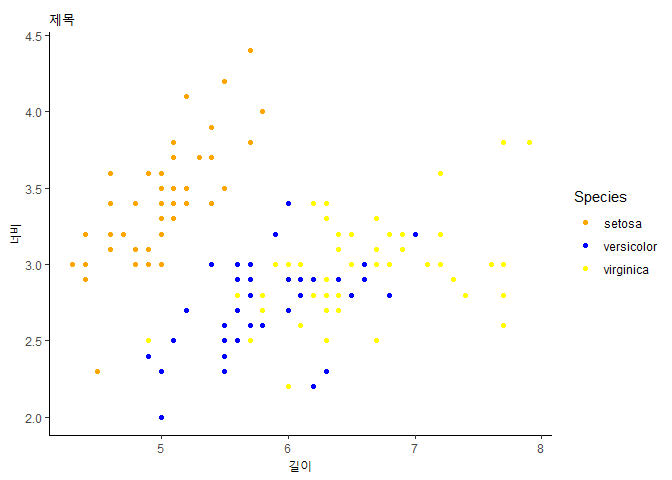 제목
4.5
4.0
3.5
3.0
2.5
2.0
너비
5 6 7 8
길이
Species
setosa
versicolor
virginica